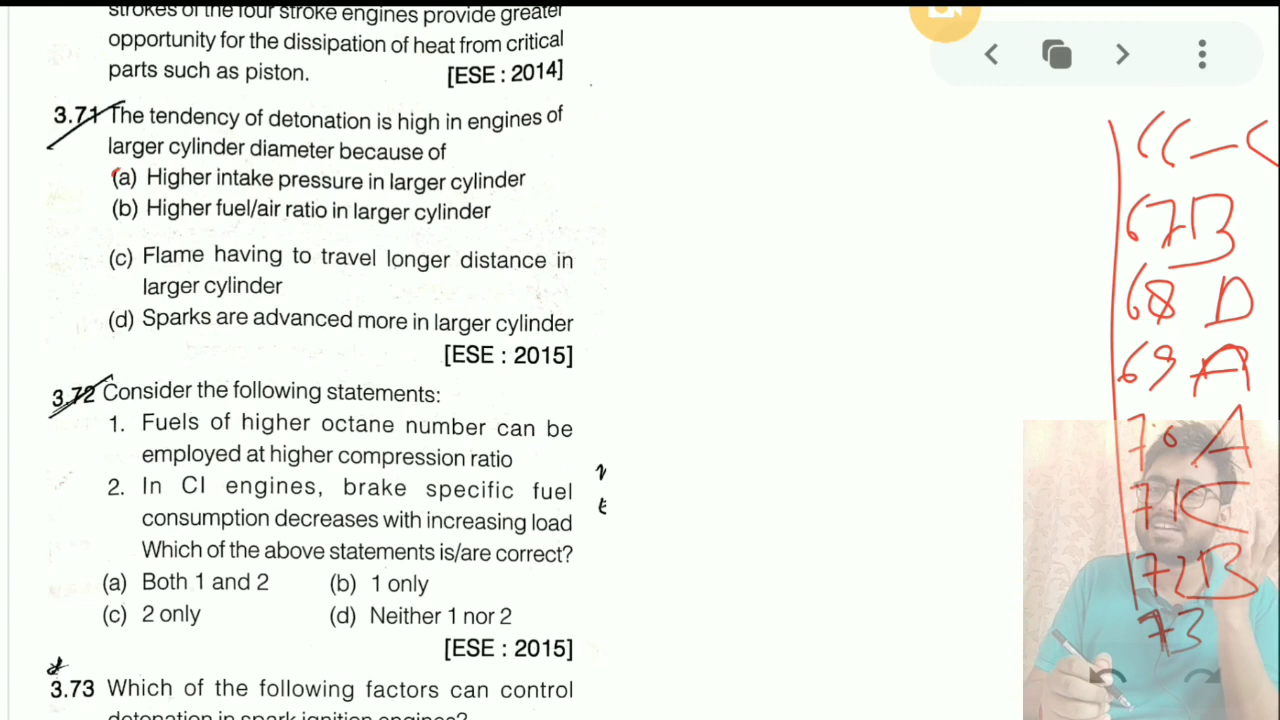 strokes of the four stroke engines provide greater
opportunity for the dissipation of heat from critical
parts such as piston. [ESE : 2014]
3.71 The tendency of detonation is high in engines of
larger cylinder diameter because of
(a) Higher intake pressure in larger cylinder
(b) Higher fuel/air ratio in larger cylinder
(c) Flame having to travel longer distance in
larger cylinder
(d) Sparks are advanced more in larger cylinder
[ESE : 2015]
3.72 Consider the following statements:
1. Fuels of higher octane number can be
employed at higher compression ratio
2. In CI engines, brake specific fuel
consumption decreases with increasing load
Which of the above statements is/are correct?
(a) Both 1 and 2 (b) 1 only
(c) 2 only (d) Neither 1 nor 2
[ESE : 2015]
3.73 Which of the following factors can control
detonation in spark ignition engines?
67 B
68 D
69 A
70 A
71 C
72 B
73